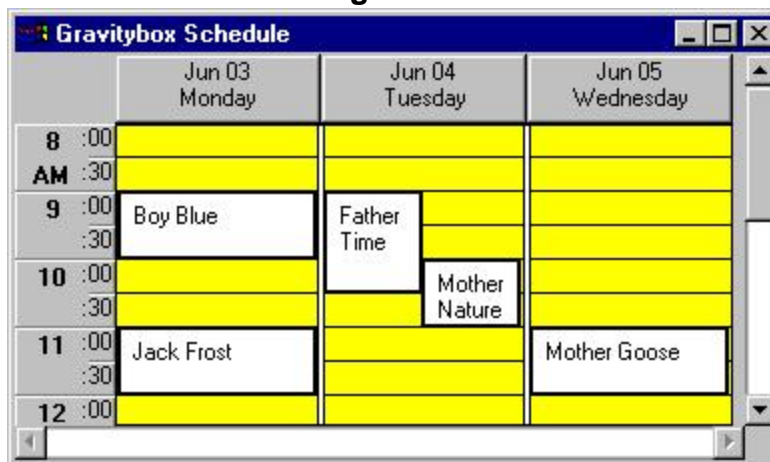 Gravitybox Schedule
Jun 03 Jun 04 Jun 05
Monday Tuesday Wednesday
8 :00
AM :30
9 :00 Boy Blue Father
:30 Time
10 :00 Mother
:30 Nature
11 :00 Jack Frost Mother Goose
:30
12 :00